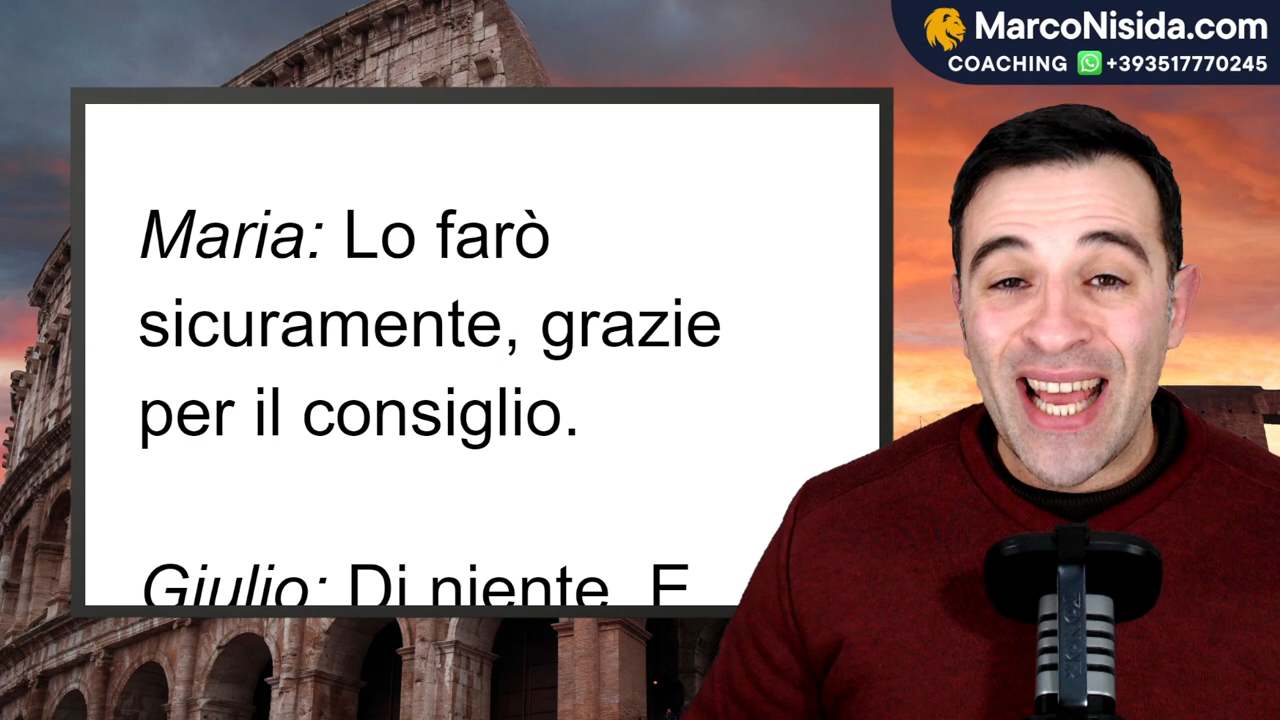 MarcoNisida.com
COACHING +393517770245
Maria: Lo farò
sicuramente, grazie
per il consiglio.
Giulio: Di niente. E